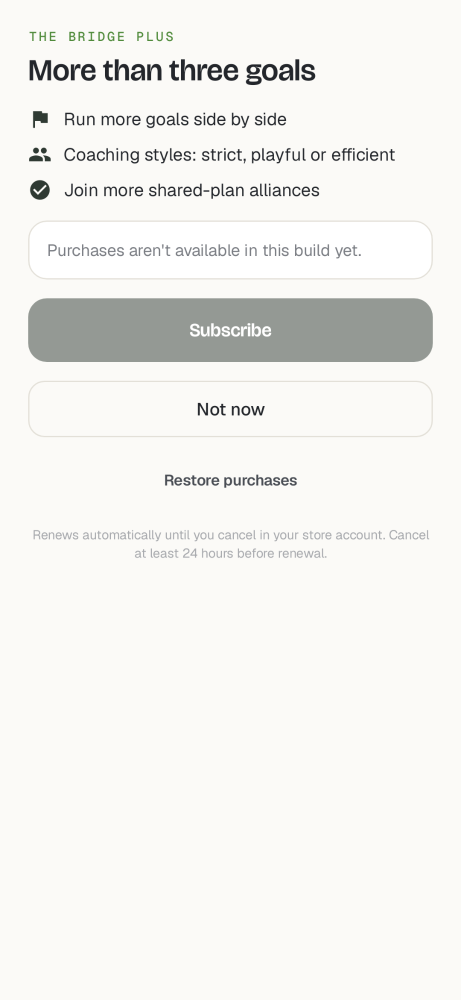 THE BRIDGE PLUS
More than three goals
Run more goals side by side
Coaching styles: strict, playful or efficient
Join more shared-plan alliances
Purchases aren't available in this build yet.
Subscribe
Not now
Restore purchases
Renews automatically until you cancel in your store account. Cancel
at least 24 hours before renewal.